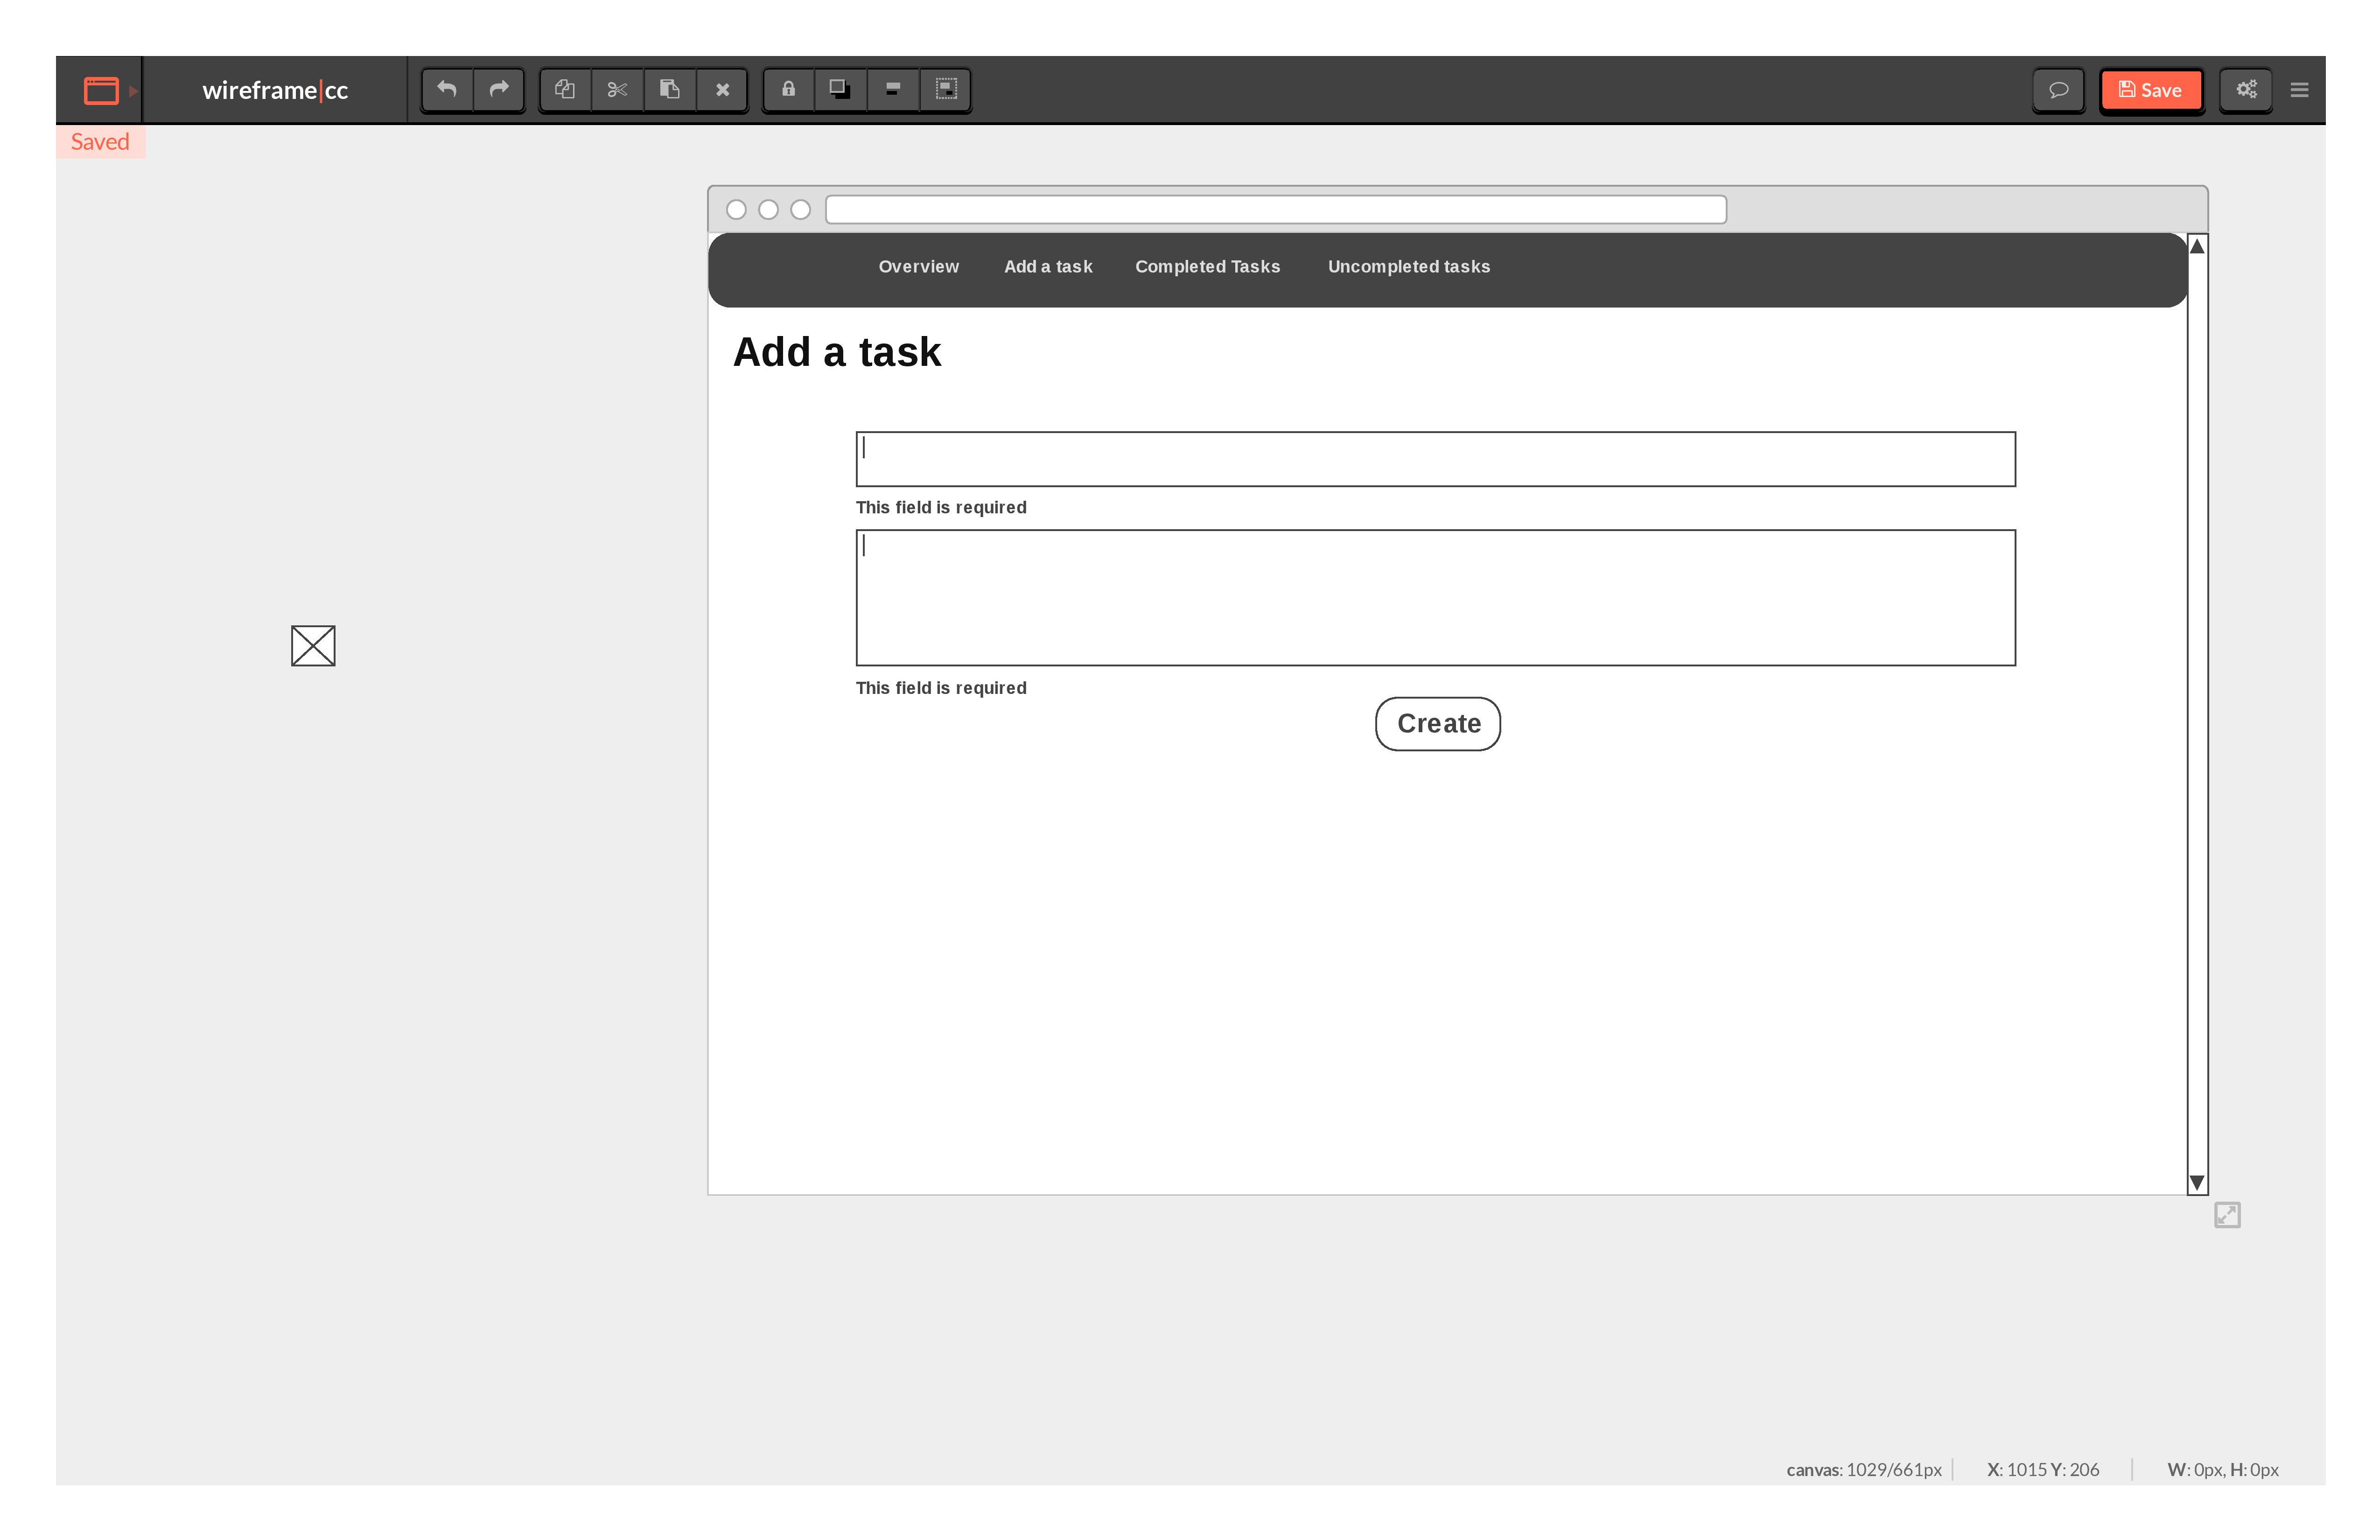 wireframe|cc
Save
Saved
Overview Add a task Completed Tasks Uncompleted tasks
Add a task
This field is required
This field is required
Create
canvas: 1029/661px X: 1015 Y: 206 W: 0px, H: 0px